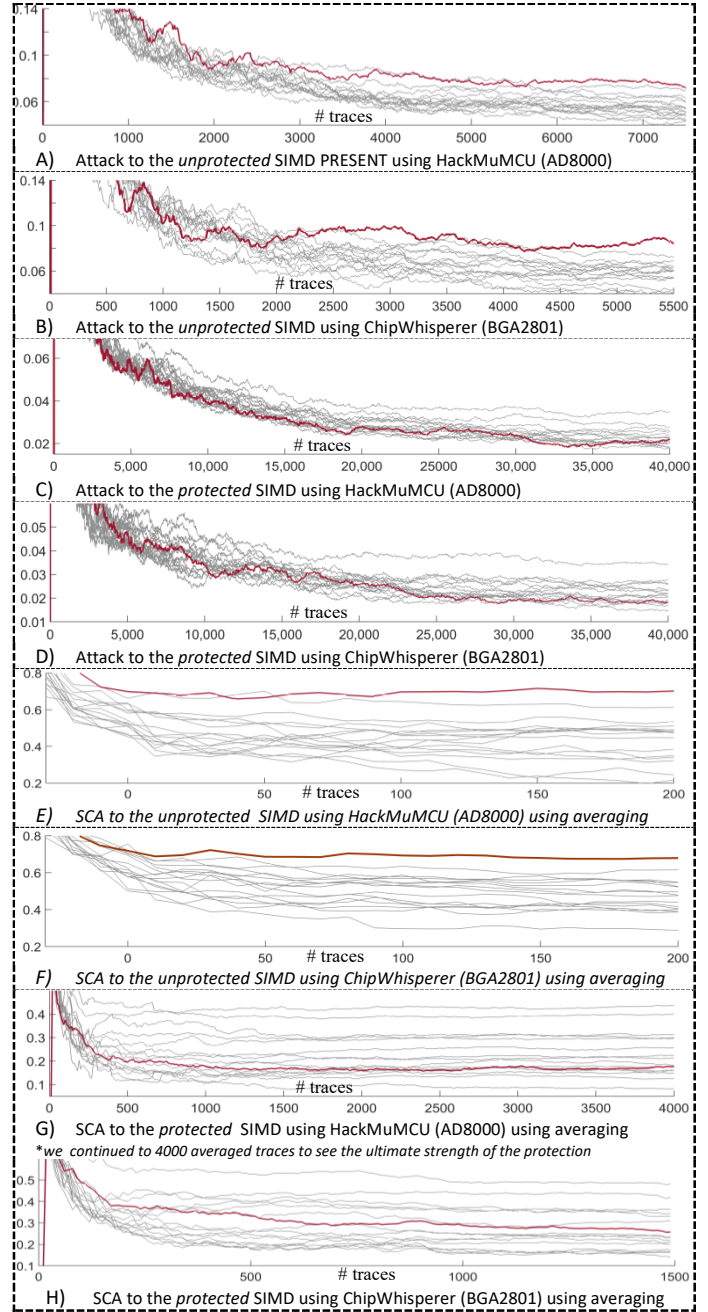 0.14
0.1
0.06
# traces
0 1000 2000 3000 4000 5000 6000 7000
A) Attack to the unprotected SIMD PRESENT using HackMuMCU (AD8000)
0.14
0.1
0.06
# traces
0 500 1000 1500 2000 2500 3000 3500 4000 4500 5000 5500
B) Attack to the unprotected SIMD using ChipWhisperer (BGA2801)
0.06
0.04
0.02
# traces
0 5,000 10,000 15,000 20,000 25,000 30,000 35,000 40,000
C) Attack to the protected SIMD using HackMuMCU (AD8000)
0.05
0.04
0.03
0.02
# traces
0.01
5,000 10,000 15,000 20,000 25,000 30,000 35,000 40,000
D) Attack to the protected SIMD using ChipWhisperer (BGA2801)
0.8
0.6
0.4
0.2
0 50 # traces 100 150 200
E) SCA to the unprotected SIMD using HackMuMCU (AD8000) using averaging
0.8
0.6
0.4
0.2
0 50 # traces 100 150 200
F) SCA to the unprotected SIMD using ChipWhisperer (BGA2801) using averaging
0.4
0.3
0.2
0.1
# traces
0 500 1000 1500 2000 2500 3000 3500 4000
G) SCA to the protected SIMD using HackMuMCU (AD8000) using averaging
*we continued to 4000 averaged traces to see the ultimate strength of the protection
0.5
0.4
0.3
0.2
0.1
0 500 # traces 1000 1500
H) SCA to the protected SIMD using ChipWhisperer (BGA2801) using averaging